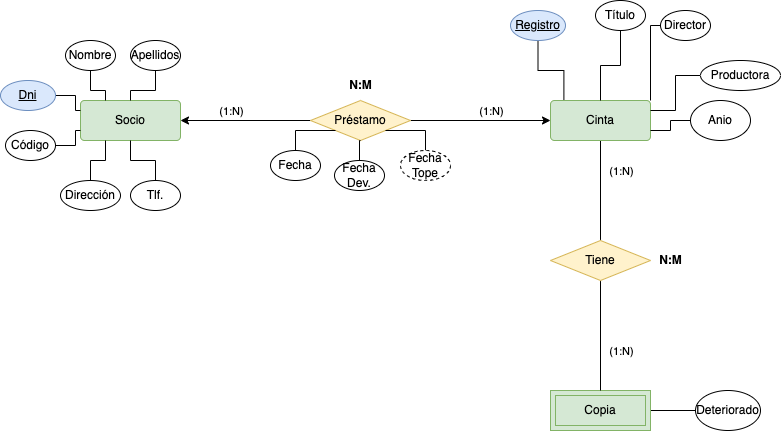 Registro
Título
Director
Nombre
Apellidos
Productora
N:M
Dni
(1:N)
(1:N)
Socio
Préstamo
Cinta
Anio
Código
Fecha
Fecha
Dev.
Fecha
Tope
(1:N)
Dirección
Tlf.
Tiene
N:M
(1:N)
Copia
Deteriorado